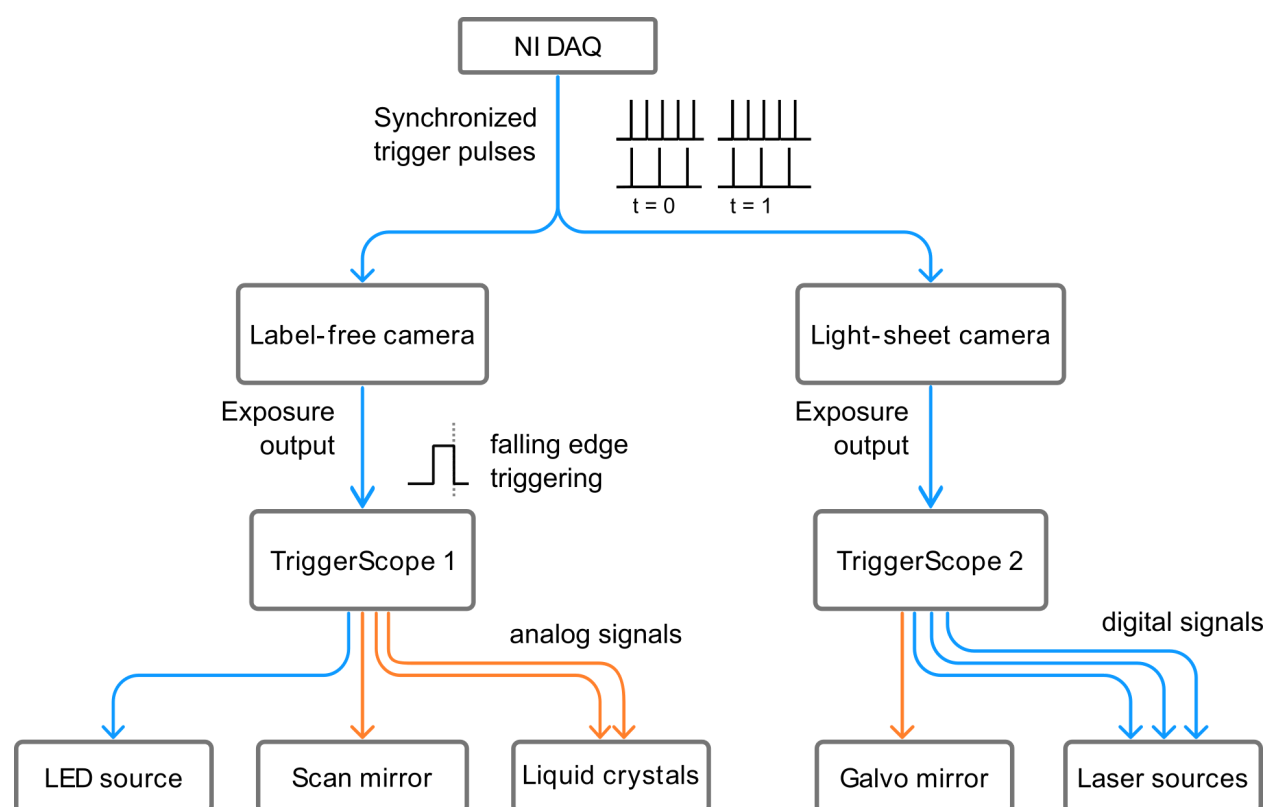 NI DAQ
Synchronized
trigger pulses
t = 0
t = 1
Label-free camera
Light-sheet camera
Exposure
output
falling edge
triggering
Exposure
output
TriggerScope 1
TriggerScope 2
analog signals
digital signals
LED source
Scan mirror
Liquid crystals
Galvo mirror
Laser sources